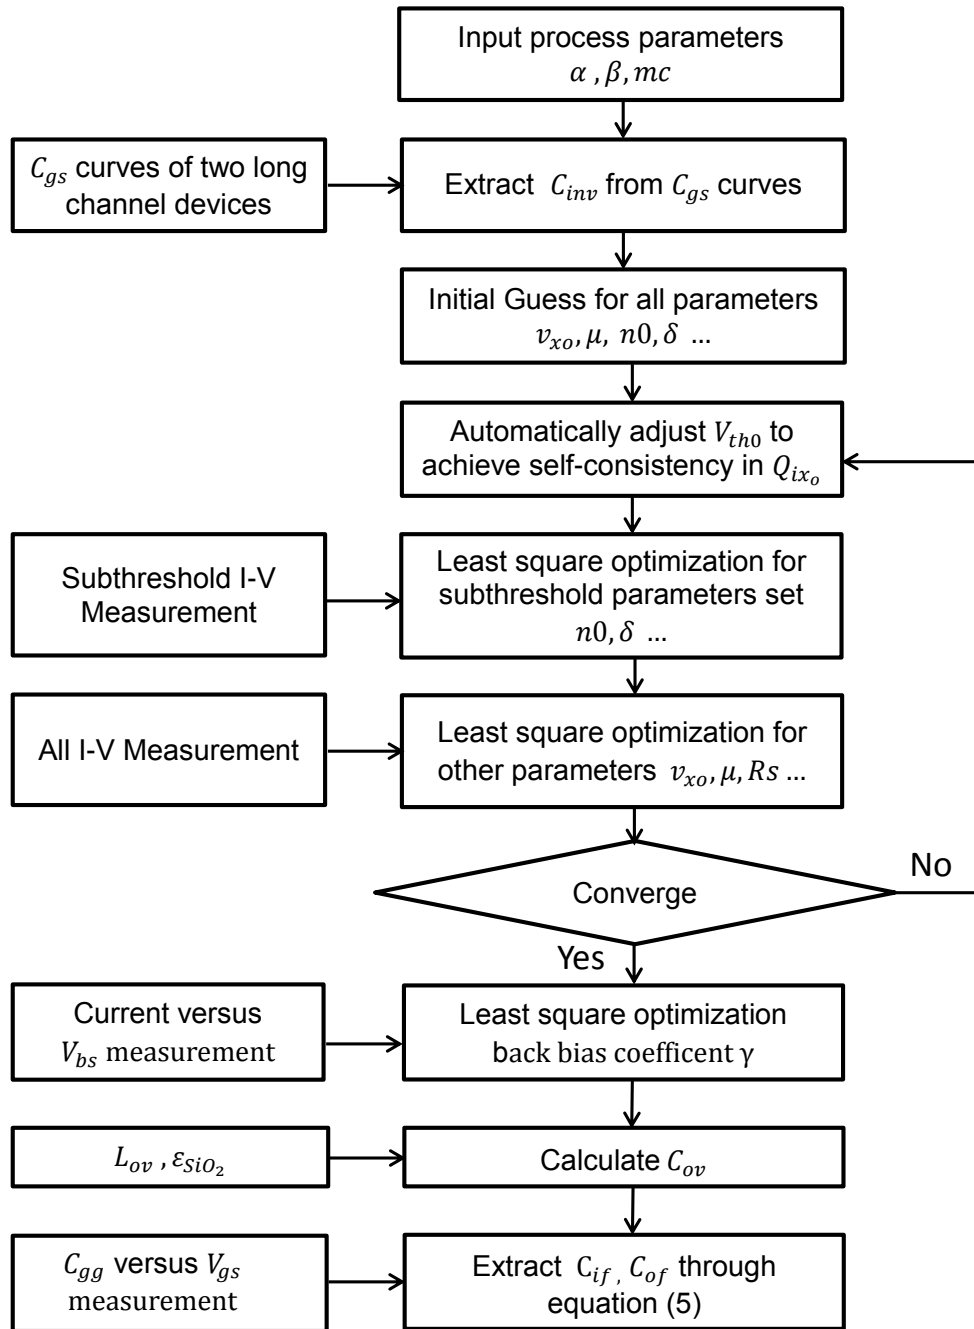 Input process parameters
α , β, mc
C_gs curves of two long
channel devices
Extract C_inv from C_gs curves
Initial Guess for all parameters
v_xo, μ, n0, δ ...
Automatically adjust V_th0 to
achieve self-consistency in Q_ix_o
Subthreshold I-V
Measurement
Least square optimization for
subthreshold parameters set
n0, δ ...
All I-V Measurement
Least square optimization for
other parameters v_xo, μ, Rs ...
Converge
No
Yes
Current versus
V_bs measurement
Least square optimization
back bias coefficent γ
L_ov , ε_SiO₂
Calculate C_ov
C_gg versus V_gs
measurement
Extract C_if, C_of through
equation (5)